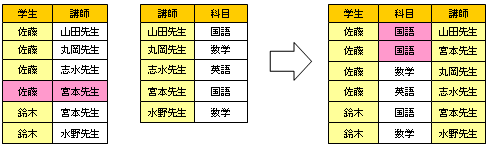 学生 講師
佐藤 山田先生
佐藤 丸岡先生
佐藤 志水先生
佐藤 宮本先生
鈴木 宮本先生
鈴木 水野先生
講師 科目
山田先生 国語
丸岡先生 数学
志水先生 英語
宮本先生 国語
水野先生 数学
学生 科目 講師
佐藤 国語 山田先生
佐藤 国語 宮本先生
佐藤 数学 丸岡先生
佐藤 英語 志水先生
鈴木 国語 宮本先生
鈴木 数学 水野先生